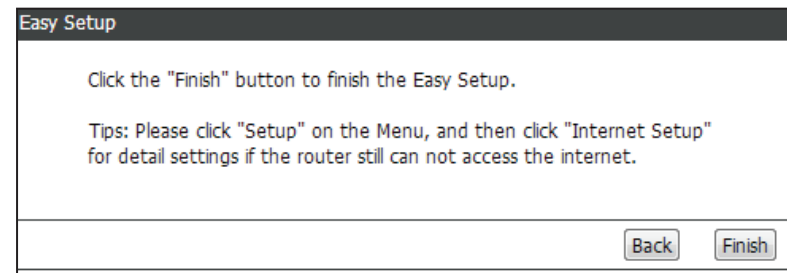 Easy Setup
Click the "Finish" button to finish the Easy Setup.
Tips: Please click "Setup" on the Menu, and then click "Internet Setup"
for detail settings if the router still can not access the internet.
Back Finish